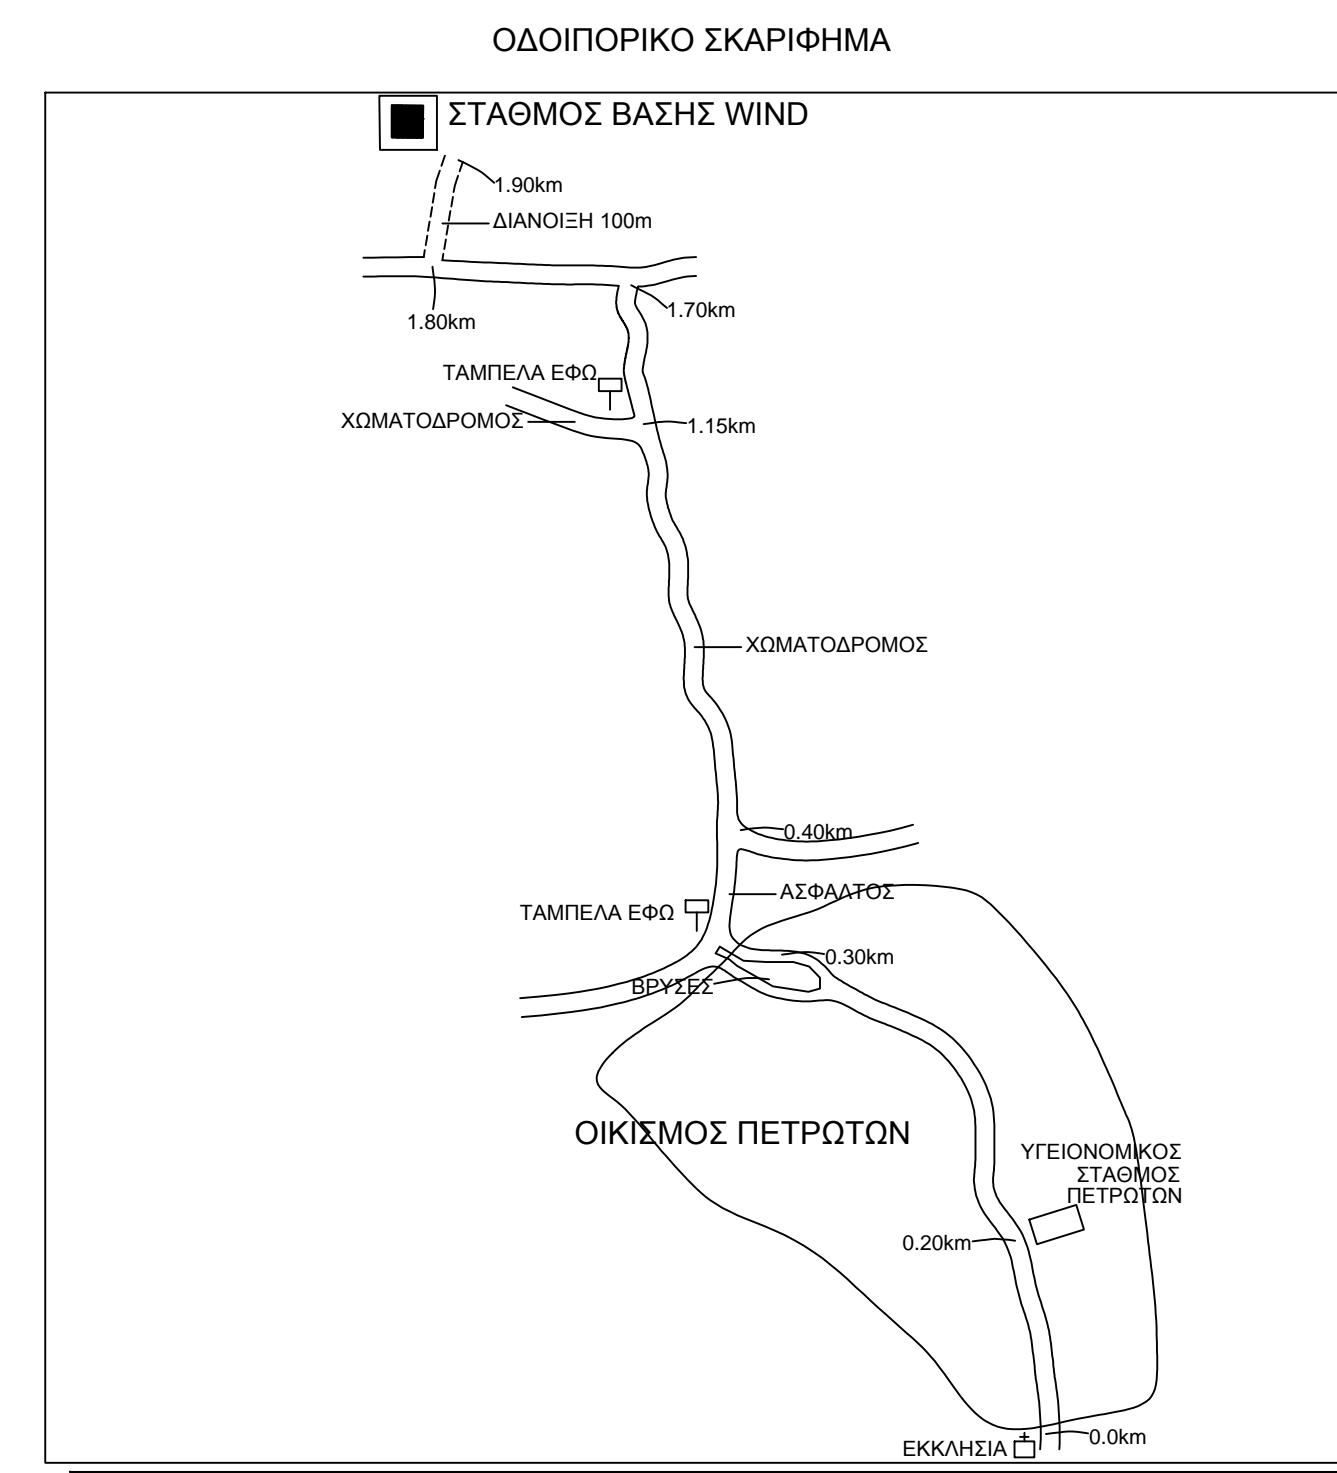 ΟΔΟΙΠΟΡΙΚΟ ΣΚΑΡΙΦΗΜΑ
ΣΤΑΘΜΟΣ ΒΑΣΗΣ WIND
1.90km
ΔΙΑΝΟΙΞΗ 100m
1.70km
1.80km
ΤΑΜΠΕΛΑ ΕΦΩ
ΧΩΜΑΤΟΔΡΟΜΟΣ
1.15km
ΧΩΜΑΤΟΔΡΟΜΟΣ
0.40km
ΑΣΦΑΛΤΟΣ
ΤΑΜΠΕΛΑ ΕΦΩ
0.30km
ΒΡΥΣΕΣ
ΟΙΚΙΣΜΟΣ ΠΕΤΡΩΤΩΝ
ΥΓΕΙΟΝΟΜΙΚΟΣ
ΣΤΑΘΜΟΣ
ΠΕΤΡΩΤΩΝ
0.20km
0.0km
ΕΚΚΛΗΣΙΑ